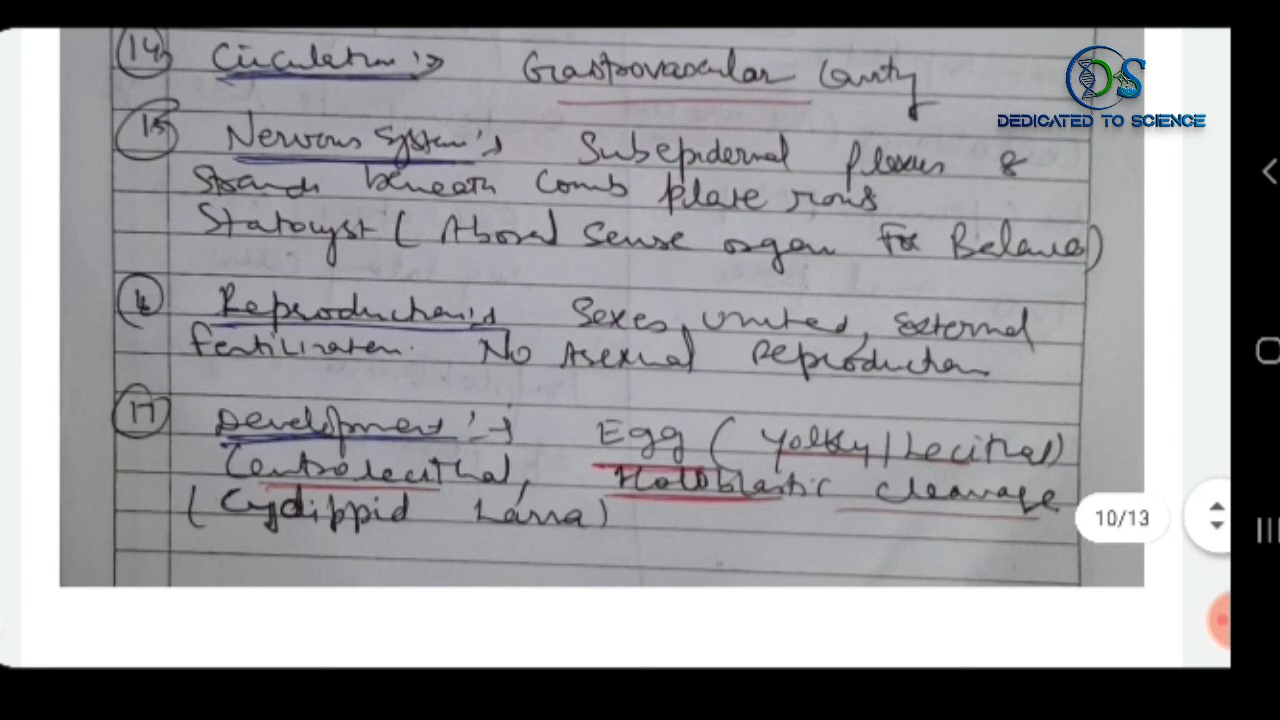 14 Circulation :-> Gastrovascular Cavity
DS
DEDICATED TO SCIENCE
15 Nervous System :- Subepidermal plexus &
Strands beneath Comb plate rows
Statocyst ( Aboral Sense organ For Balance)
16 Reproduction :- Sexes united, External
Fertilization. No Asexual Reproduction
17 Development :- Egg ( yolky/Lecithal)
Centrolecithal, Holoblastic cleavage
( Cydippid Larva)
10/13